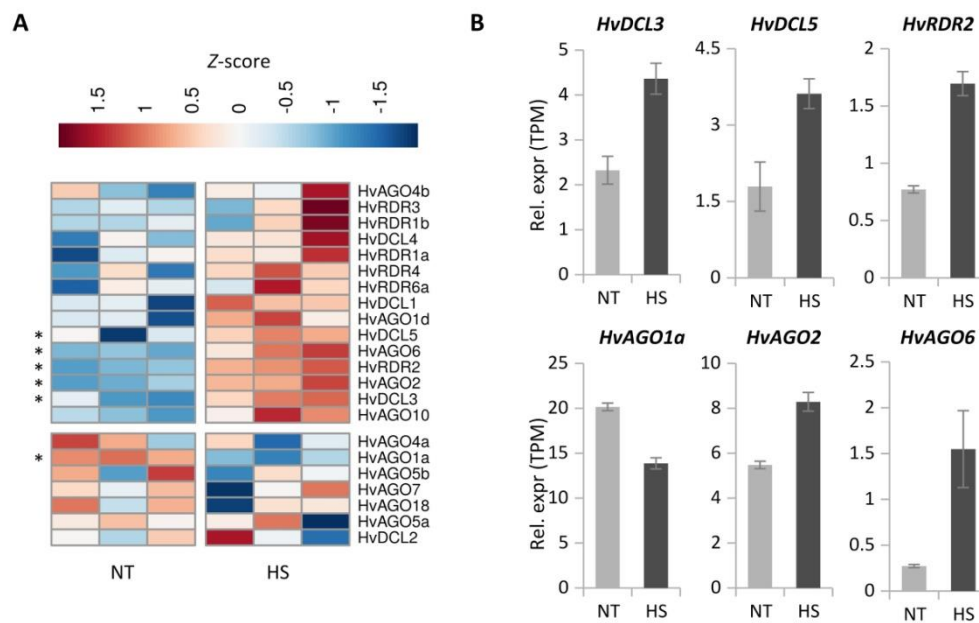 A
Z-score
1.5 1 0.5 0 -0.5 -1 -1.5
HvAGO4b
HvRDR3
HvRDR1b
HvDCL4
HvRDR1a
HvRDR4
HvRDR6a
HvDCL1
HvAGO1d
* HvDCL5
* HvAGO6
* HvRDR2
* HvAGO2
* HvDCL3
HvAGO10
HvAGO4a
* HvAGO1a
HvAGO5b
HvAGO7
HvAGO18
HvAGO5a
HvDCL2
NT HS
B
HvDCL3 HvDCL5 HvRDR2
Rel. expr (TPM)
5
4
3
2
1
0
NT HS
4.5
3
1.5
0
NT HS
2
1.5
1
0.5
0
NT HS
HvAGO1a HvAGO2 HvAGO6
Rel. expr (TPM)
25
20
15
10
5
0
NT HS
10
8
6
4
2
0
NT HS
2.5
2
1.5
1
0.5
0
NT HS